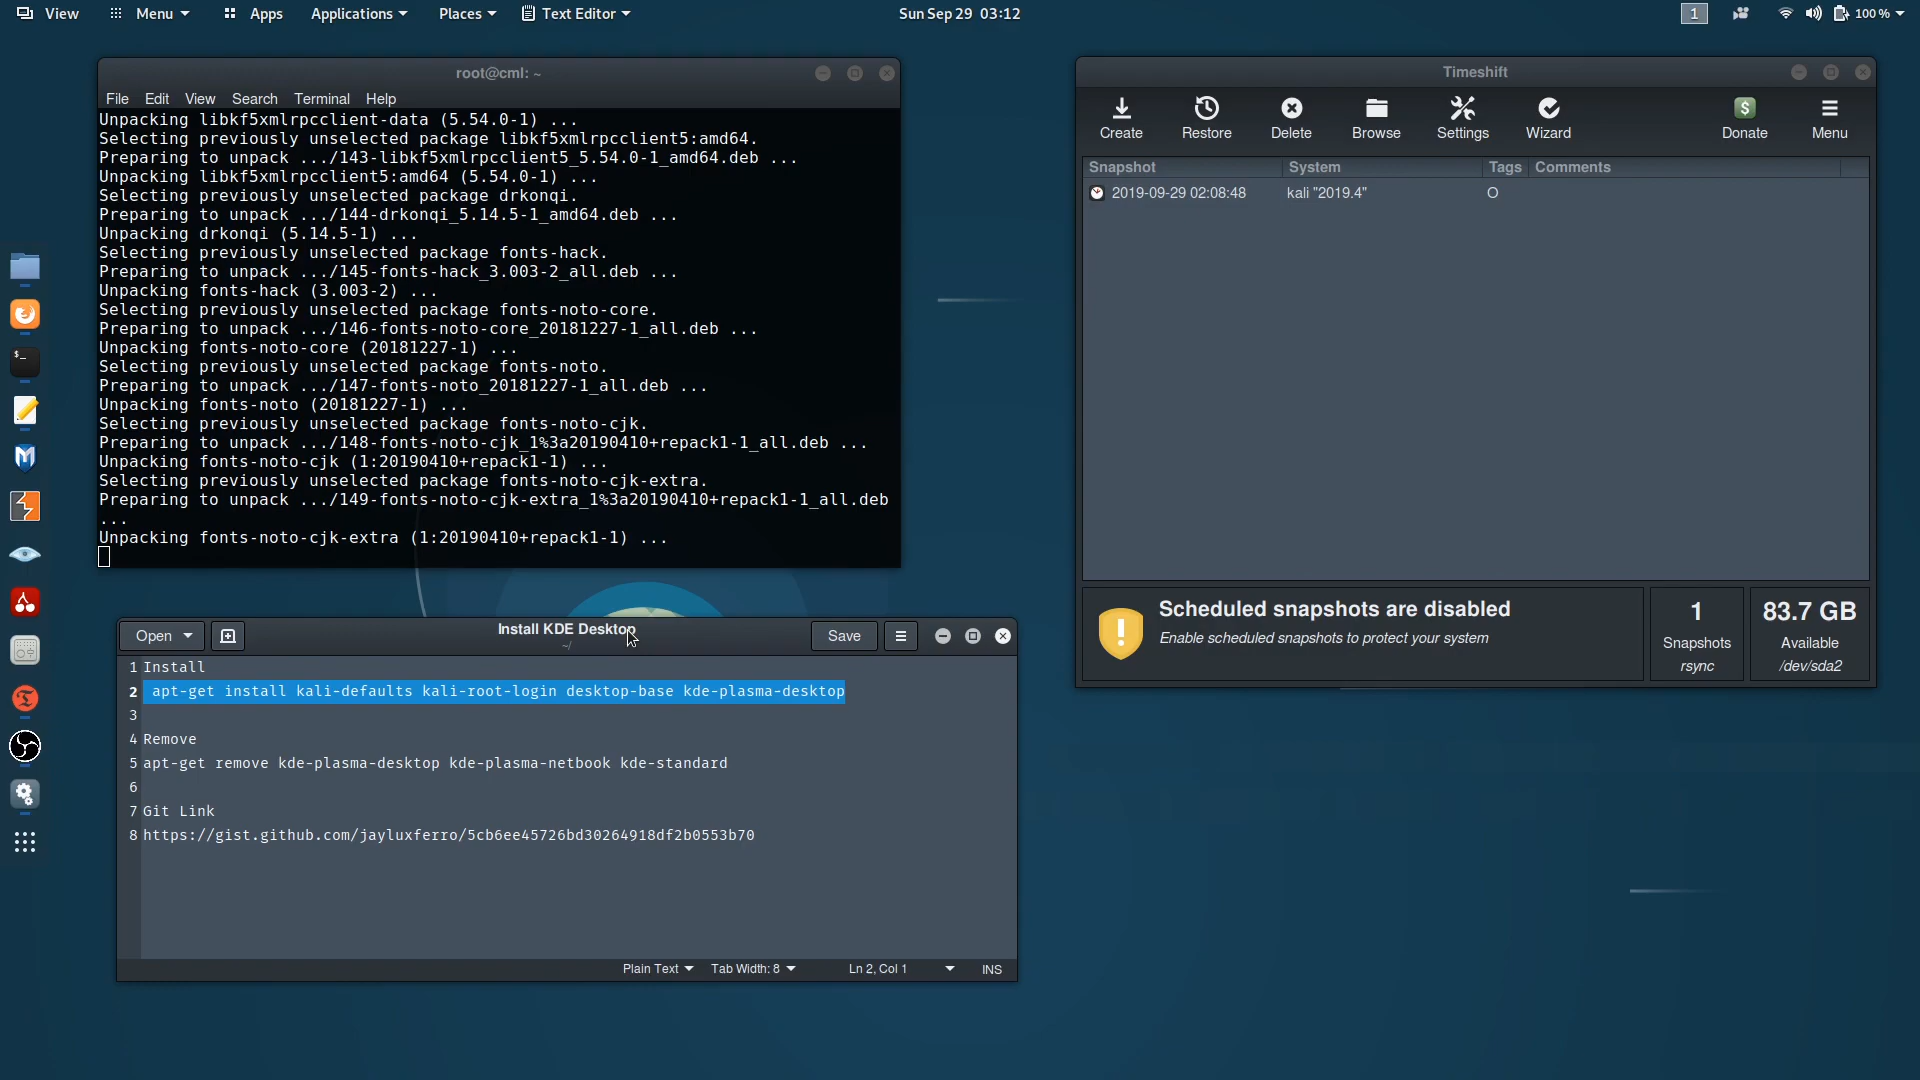 View Menu Apps Applications Places Text Editor Sun Sep 29 03:12 1 100 %
root@cml: ~
File Edit View Search Terminal Help
Unpacking libkf5xmlrpcclient-data (5.54.0-1) ...
Selecting previously unselected package libkf5xmlrpcclient5:amd64.
Preparing to unpack .../143-libkf5xmlrpcclient5_5.54.0-1_amd64.deb ...
Unpacking libkf5xmlrpcclient5:amd64 (5.54.0-1) ...
Selecting previously unselected package drkonqi.
Preparing to unpack .../144-drkonqi_5.14.5-1_amd64.deb ...
Unpacking drkonqi (5.14.5-1) ...
Selecting previously unselected package fonts-hack.
Preparing to unpack .../145-fonts-hack_3.003-2_all.deb ...
Unpacking fonts-hack (3.003-2) ...
Selecting previously unselected package fonts-noto-core.
Preparing to unpack .../146-fonts-noto-core_20181227-1_all.deb ...
Unpacking fonts-noto-core (20181227-1) ...
Selecting previously unselected package fonts-noto.
Preparing to unpack .../147-fonts-noto_20181227-1_all.deb ...
Unpacking fonts-noto (20181227-1) ...
Selecting previously unselected package fonts-noto-cjk.
Preparing to unpack .../148-fonts-noto-cjk_1%3a20190410+repack1-1_all.deb ...
Unpacking fonts-noto-cjk (1:20190410+repack1-1) ...
Selecting previously unselected package fonts-noto-cjk-extra.
Preparing to unpack .../149-fonts-noto-cjk-extra_1%3a20190410+repack1-1_all.deb
...
Unpacking fonts-noto-cjk-extra (1:20190410+repack1-1) ...
Timeshift
Create Restore Delete Browse Settings Wizard Donate Menu
Snapshot System Tags Comments
2019-09-29 02:08:48 kali "2019.4" O
Scheduled snapshots are disabled
Enable scheduled snapshots to protect your system
1
Snapshots
rsync
83.7 GB
Available
/dev/sda2
Open Install KDE Desktop Save
~/
1 Install
2 apt-get install kali-defaults kali-root-login desktop-base kde-plasma-desktop
3
4 Remove
5 apt-get remove kde-plasma-desktop kde-plasma-netbook kde-standard
6
7 Git Link
8 https://gist.github.com/jayluxferro/5cb6ee45726bd30264918df2b0553b70
Plain Text Tab Width: 8 Ln 2, Col 1 INS